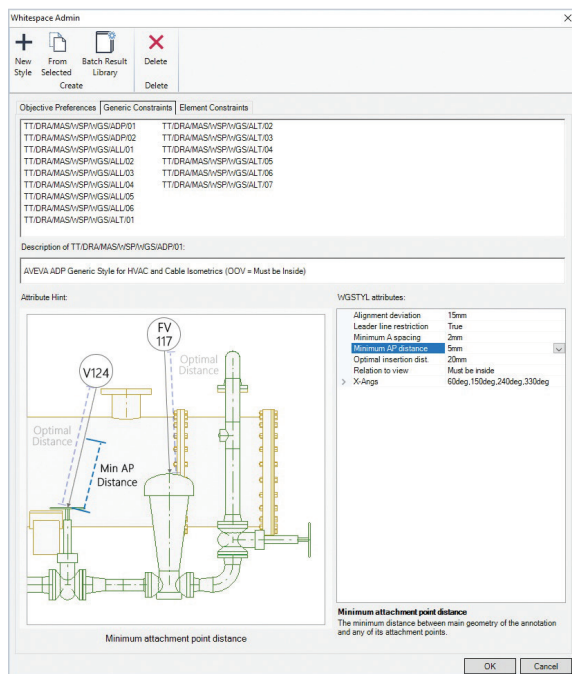 Whitespace Admin
New Style
From Selected
Batch Result Library
Delete
Create
Delete
Objective Preferences
Generic Constraints
Element Constraints
TT/DRA/MAS/WSP/WGS/ADP/01
TT/DRA/MAS/WSP/WGS/ADP/02
TT/DRA/MAS/WSP/WGS/ALL/01
TT/DRA/MAS/WSP/WGS/ALL/02
TT/DRA/MAS/WSP/WGS/ALL/03
TT/DRA/MAS/WSP/WGS/ALL/04
TT/DRA/MAS/WSP/WGS/ALL/05
TT/DRA/MAS/WSP/WGS/ALL/06
TT/DRA/MAS/WSP/WGS/ALT/01
TT/DRA/MAS/WSP/WGS/ALT/02
TT/DRA/MAS/WSP/WGS/ALT/03
TT/DRA/MAS/WSP/WGS/ALT/04
TT/DRA/MAS/WSP/WGS/ALT/05
TT/DRA/MAS/WSP/WGS/ALT/06
TT/DRA/MAS/WSP/WGS/ALT/07
Description of TT/DRA/MAS/WSP/WGS/ADP/01:
AVEVA ADP Generic Style for HVAC and Cable Isometrics (OOV = Must be Inside)
Attribute Hint:
FV
117
Optimal
Distance
V124
Optimal
Distance
Min AP
Distance
Minimum attachment point distance
WGSTYL attributes:
Alignment deviation 15mm
Leader line restriction True
Minimum A spacing 2mm
Minimum AP distance 5mm
Optimal insertion dist. 20mm
Relation to view Must be inside
X-Angs 60deg,150deg,240deg,330deg
Minimum attachment point distance
The minimum distance between main geometry of the annotation
and any of its attachment points.
OK
Cancel